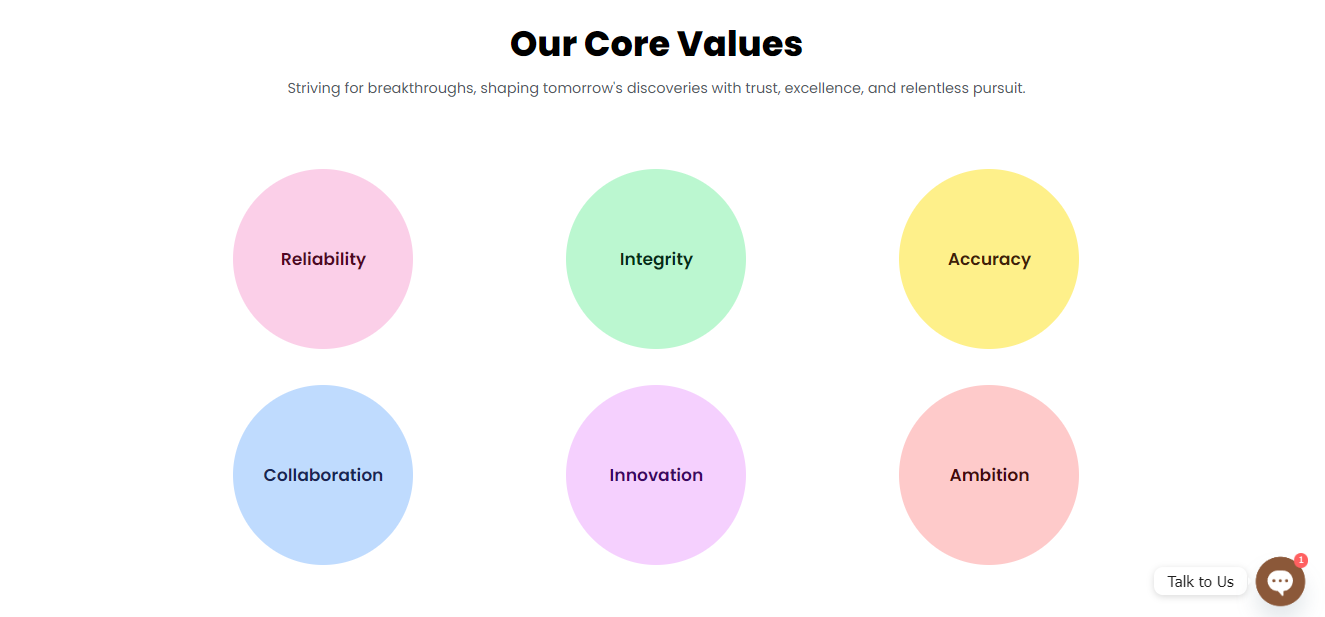 Our Core Values
Striving for breakthroughs, shaping tomorrow's discoveries with trust, excellence, and relentless pursuit.
Reliability
Integrity
Accuracy
Collaboration
Innovation
Ambition
Talk to Us
1